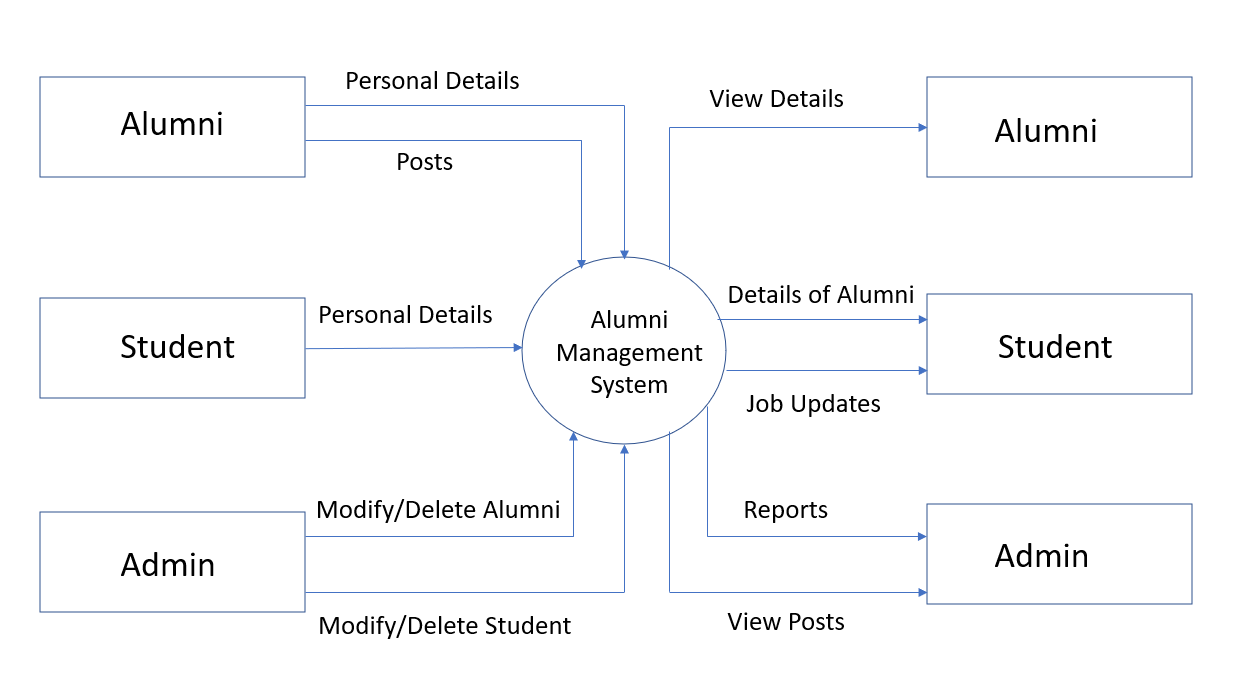 Personal Details
Alumni
Posts
View Details
Alumni
Personal Details
Student
Alumni
Management
System
Details of Alumni
Student
Job Updates
Modify/Delete Alumni
Admin
Modify/Delete Student
Reports
Admin
View Posts